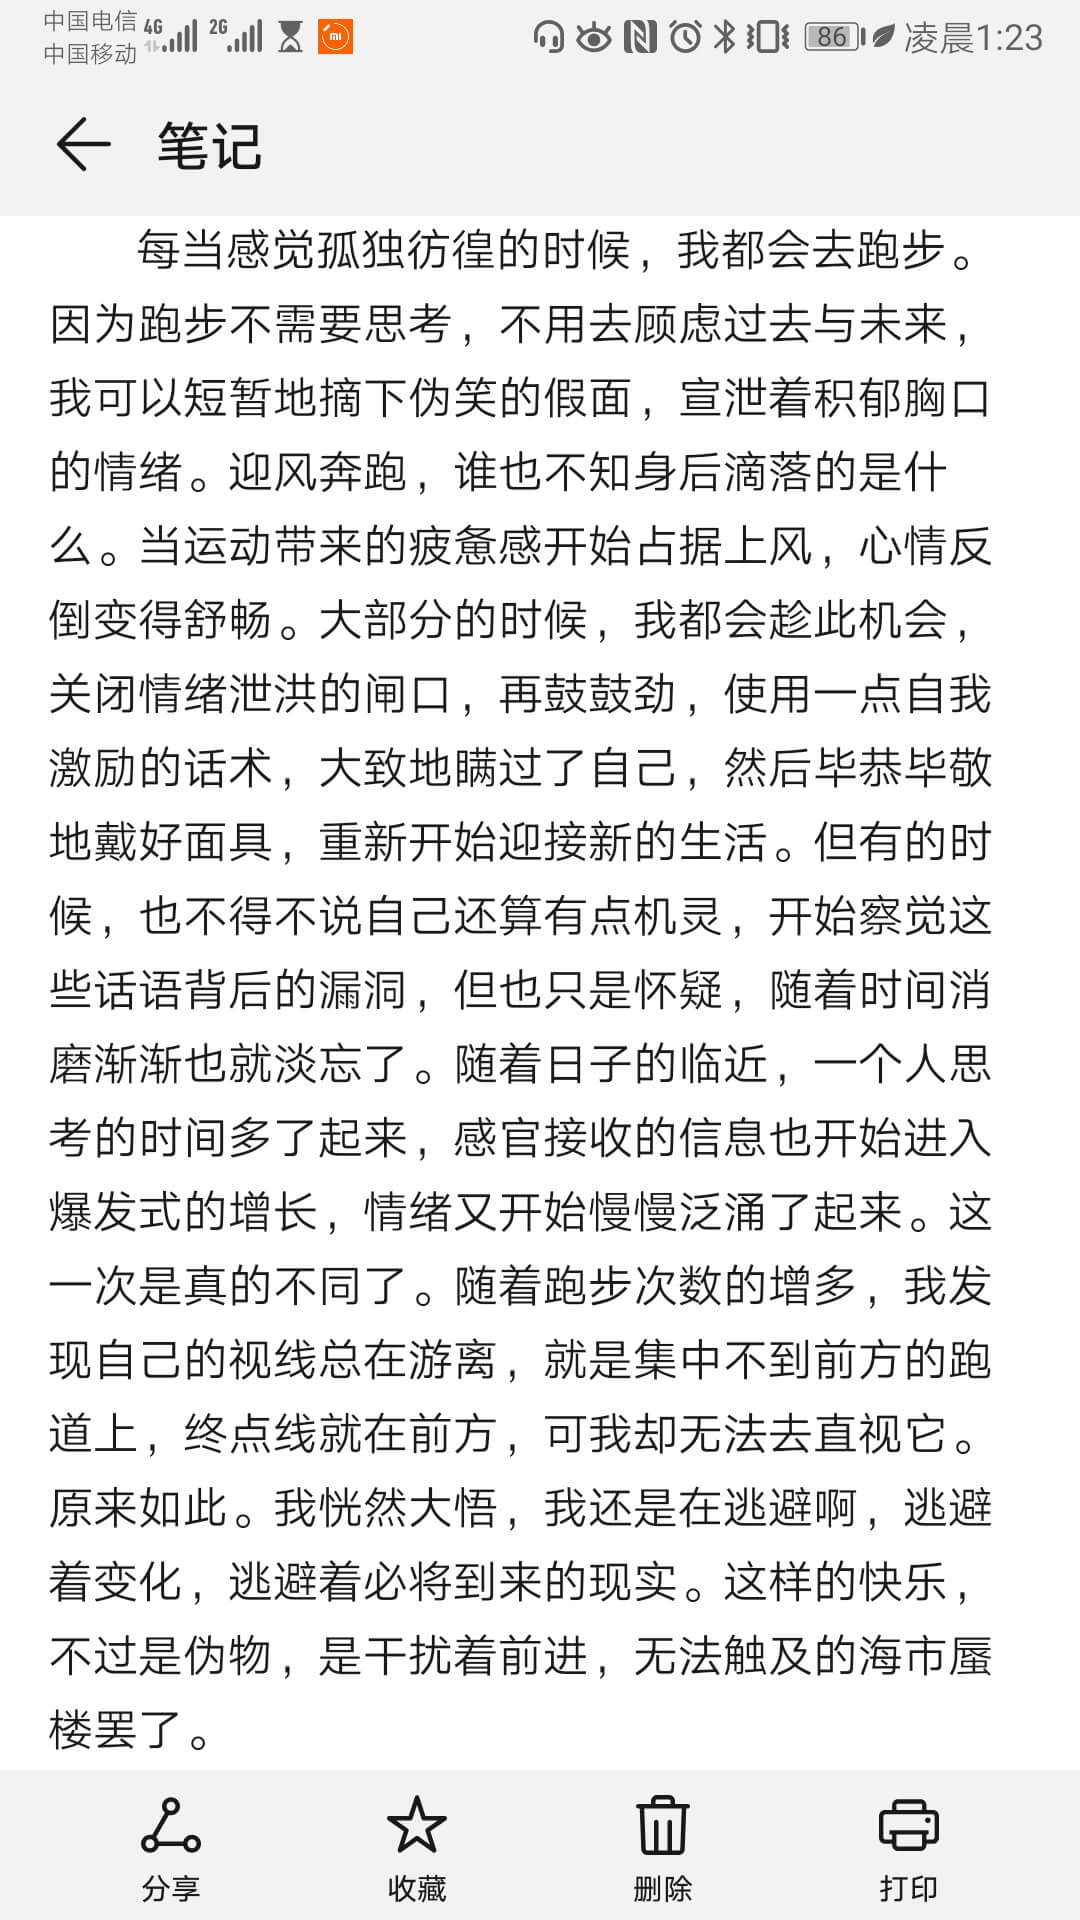 中国电信 4G 2G 86 凌晨1:23
中国移动
笔记
每当感觉孤独彷徨的时候，我都会去跑步。
因为跑步不需要思考，不用去顾虑过去与未来，
我可以短暂地摘下伪笑的假面，宣泄着积郁胸口
的情绪。迎风奔跑，谁也不知身后滴落的是什
么。当运动带来的疲惫感开始占据上风，心情反
倒变得舒畅。大部分的时候，我都会趁此机会，
关闭情绪泄洪的闸口，再鼓鼓劲，使用一点自我
激励的话术，大致地瞒过了自己，然后毕恭毕敬
地戴好面具，重新开始迎接新的生活。但有的时
候，也不得不说自己还算有点机灵，开始察觉这
些话语背后的漏洞，但也只是怀疑，随着时间消
磨渐渐也就淡忘了。随着日子的临近，一个人思
考的时间多了起来，感官接收的信息也开始进入
爆发式的增长，情绪又开始慢慢泛涌了起来。这
一次是真的不同了。随着跑步次数的增多，我发
现自己的视线总在游离，就是集中不到前方的跑
道上，终点线就在前方，可我却无法去直视它。
原来如此。我恍然大悟，我还是在逃避啊，逃避
着变化，逃避着必将到来的现实。这样的快乐，
不过是伪物，是干扰着前进，无法触及的海市蜃
楼罢了。
分享 收藏 删除 打印